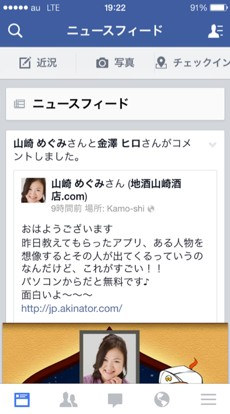 au LTE 19:22 91%
ニュースフィード
近況 写真 チェックイン
ニュースフィード
山崎 めぐみさんと金澤 ヒロさんがコメ
ントしました。
山崎 めぐみさん (地酒山崎酒
店.com)
9時間前 場所: Kamo-shi
おはようございます
昨日教えてもらったアプリ、ある人物を
想像するとその人が出てくるっていうの
なんだけど、これがすごい！！
パソコンからだと無料です♪
面白いよ〜〜〜
http://jp.akinator.com/